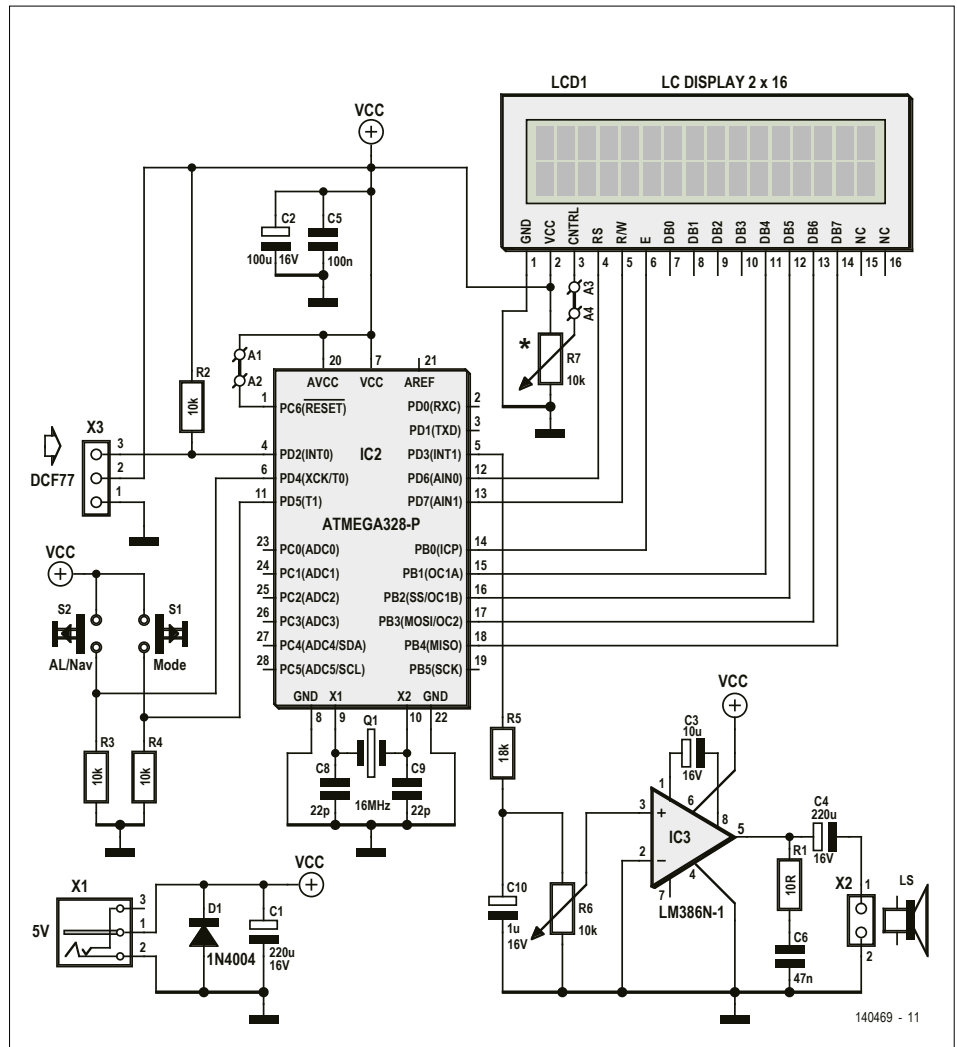 LCD1 LC DISPLAY 2 x 16
VCC
GND VCC CNTRL RS R/W E DB0 DB1 DB2 DB3 DB4 DB5 DB6 DB7 NC NC
1 2 3 4 5 6 7 8 9 10 11 12 13 14 15 16
C2 C5
100u 16V 100n
A3
A4
* R7
10k
A1
A2
20 7 21
AVCC VCC AREF
R2
10k
1 PC6(RESET) PD0(RXC) 2
PD1(TXD) 3
X3
3 4 PD2(INT0) IC2 PD3(INT1) 5
DCF77 2 6 PD4(XCK/T0) PD6(AIN0) 12
1 11 PD5(T1) PD7(AIN1) 13
ATMEGA328-P
23 PC0(ADC0) PB0(ICP) 14
24 PC1(ADC1) PB1(OC1A) 15
25 PC2(ADC2) PB2(SS/OC1B) 16
26 PC3(ADC3) PB3(MOSI/OC2) 17
27 PC4(ADC4/SDA) PB4(MISO) 18
28 PC5(ADC5/SCL) PB5(SCK) 19
GND X1 X2 GND
8 9 10 22
VCC
S2 S1
AL/Nav Mode
R3 R4
10k 10k
Q1
C8 C9
22p 16MHz 22p
R5
18k
VCC
C3
10u
16V
1 6 8
3 + IC3 5
2 – 4
7 LM386N-1
C4
220u
16V
R1
10R
X2
1
2
LS
C10
1u
16V
R6
10k
C6
47n
X1
5V
3
1
2
VCC
D1
1N4004
C1
220u
16V
140469 - 11